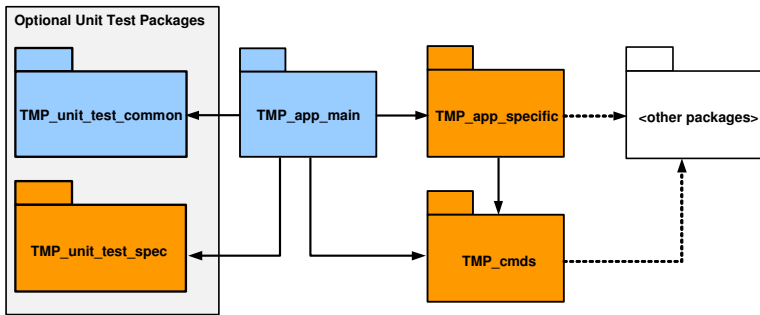 Optional Unit Test Packages
TMP_unit_test_common
TMP_app_main
TMP_app_specific
<other packages>
TMP_unit_test_spec
TMP_cmds